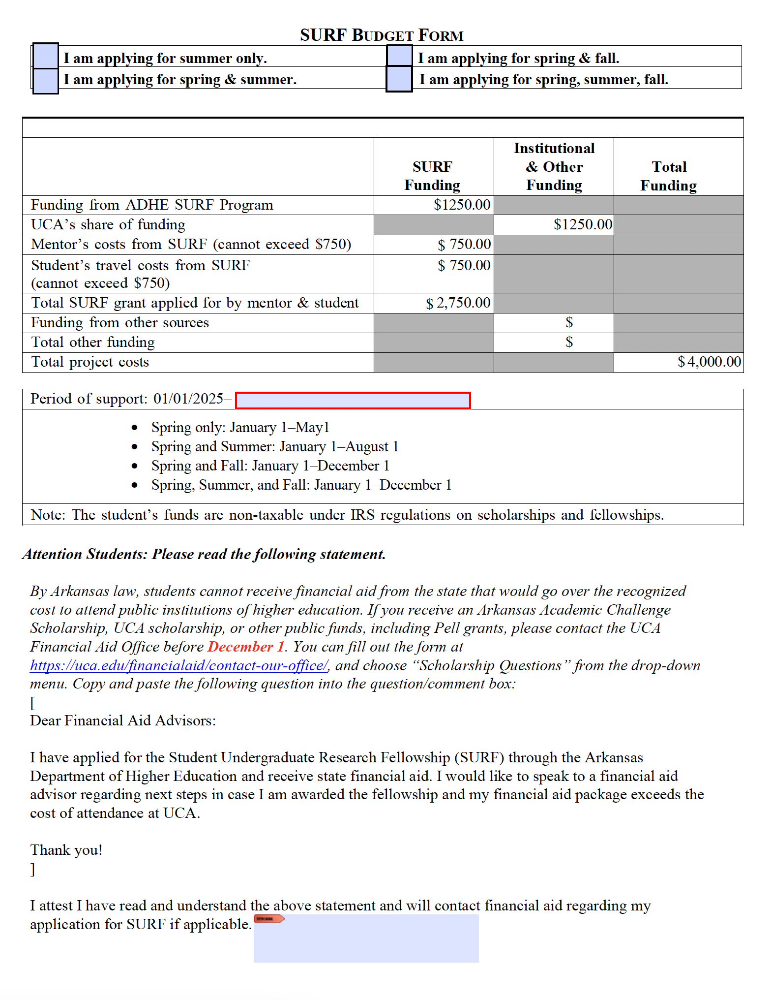 SURF BUDGET FORM
I am applying for summer only.
I am applying for spring & fall.
I am applying for spring & summer.
I am applying for spring, summer, fall.
SURF Funding
Institutional & Other Funding
Total Funding
Funding from ADHE SURF Program $1250.00
UCA’s share of funding $1250.00
Mentor’s costs from SURF (cannot exceed $750) $ 750.00
Student’s travel costs from SURF $ 750.00
(cannot exceed $750)
Total SURF grant applied for by mentor & student $ 2,750.00
Funding from other sources $
Total other funding $
Total project costs $ 4,000.00
Period of support: 01/01/2025–
• Spring only: January 1–May1
• Spring and Summer: January 1–August 1
• Spring and Fall: January 1–December 1
• Spring, Summer, and Fall: January 1–December 1
Note: The student’s funds are non-taxable under IRS regulations on scholarships and fellowships.
Attention Students: Please read the following statement.
By Arkansas law, students cannot receive financial aid from the state that would go over the recognized
cost to attend public institutions of higher education. If you receive an Arkansas Academic Challenge
Scholarship, UCA scholarship, or other public funds, including Pell grants, please contact the UCA
Financial Aid Office before December 1. You can fill out the form at
https://uca.edu/financialaid/contact-our-office/, and choose “Scholarship Questions” from the drop-down
menu. Copy and paste the following question into the question/comment box:
[
Dear Financial Aid Advisors:
I have applied for the Student Undergraduate Research Fellowship (SURF) through the Arkansas
Department of Higher Education and receive state financial aid. I would like to speak to a financial aid
advisor regarding next steps in case I am awarded the fellowship and my financial aid package exceeds the
cost of attendance at UCA.
Thank you!
]
I attest I have read and understand the above statement and will contact financial aid regarding my
application for SURF if applicable.